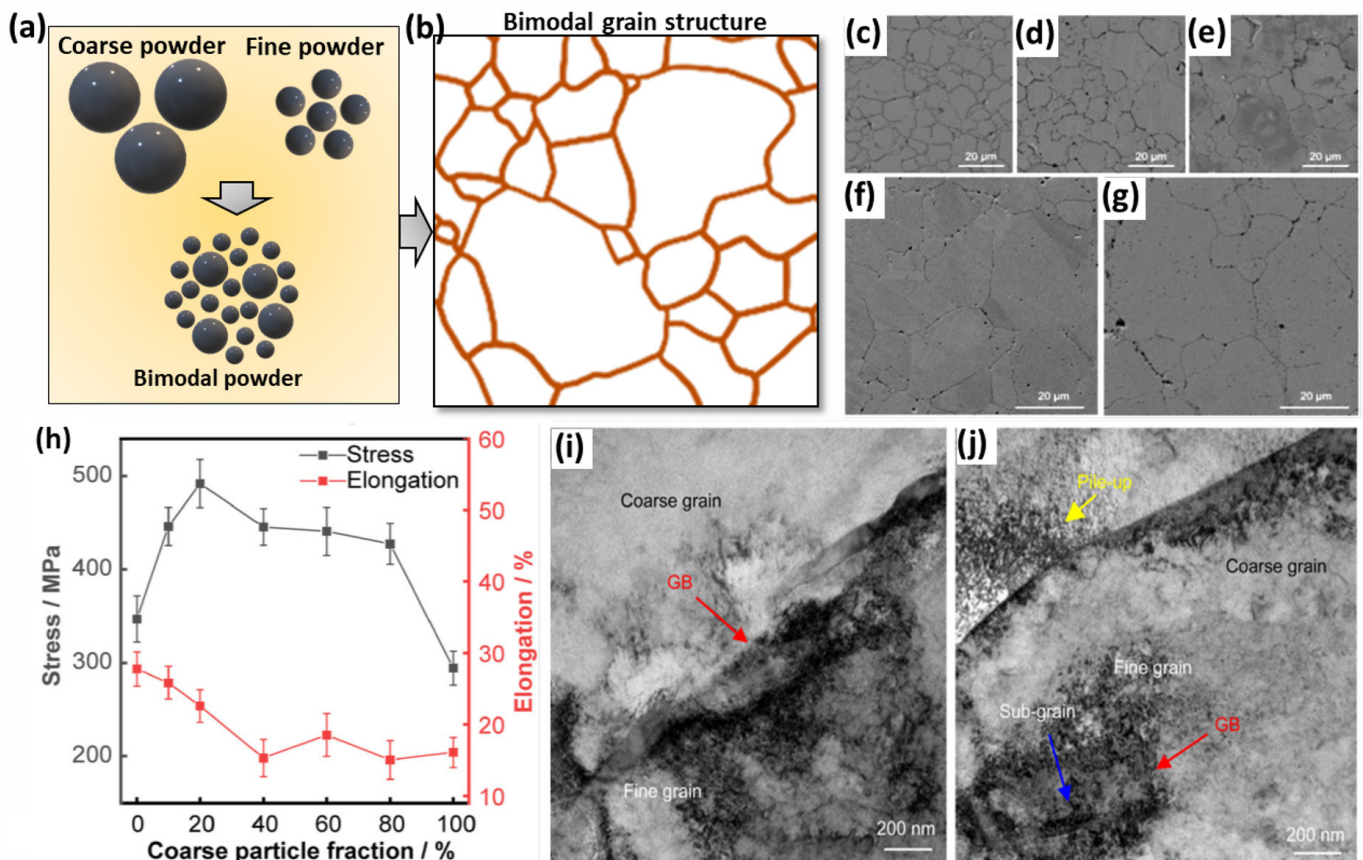 (a)
Coarse powder
Fine powder
Bimodal powder
(b)
Bimodal grain structure
(c)
20 µm
(d)
20 µm
(e)
20 µm
(f)
20 µm
(g)
20 µm
(h)
Stress
Elongation
Stress / MPa
500
400
300
200
Elongation / %
60
50
40
30
20
10
0 20 40 60 80 100
Coarse particle fraction / %
(i)
Coarse grain
GB
Fine grain
200 nm
(j)
Pile-up
Coarse grain
Fine grain
Sub-grain
GB
200 nm